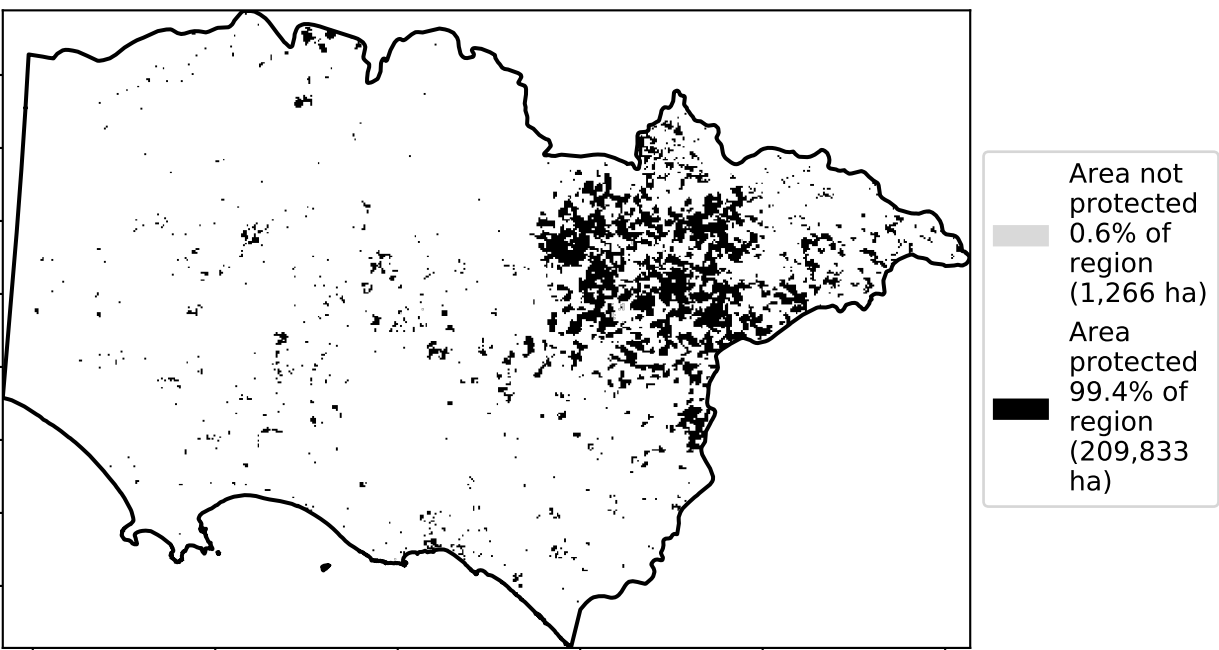 Area not
protected
0.6% of
region
(1,266 ha)
Area
protected
99.4% of
region
(209,833
ha)